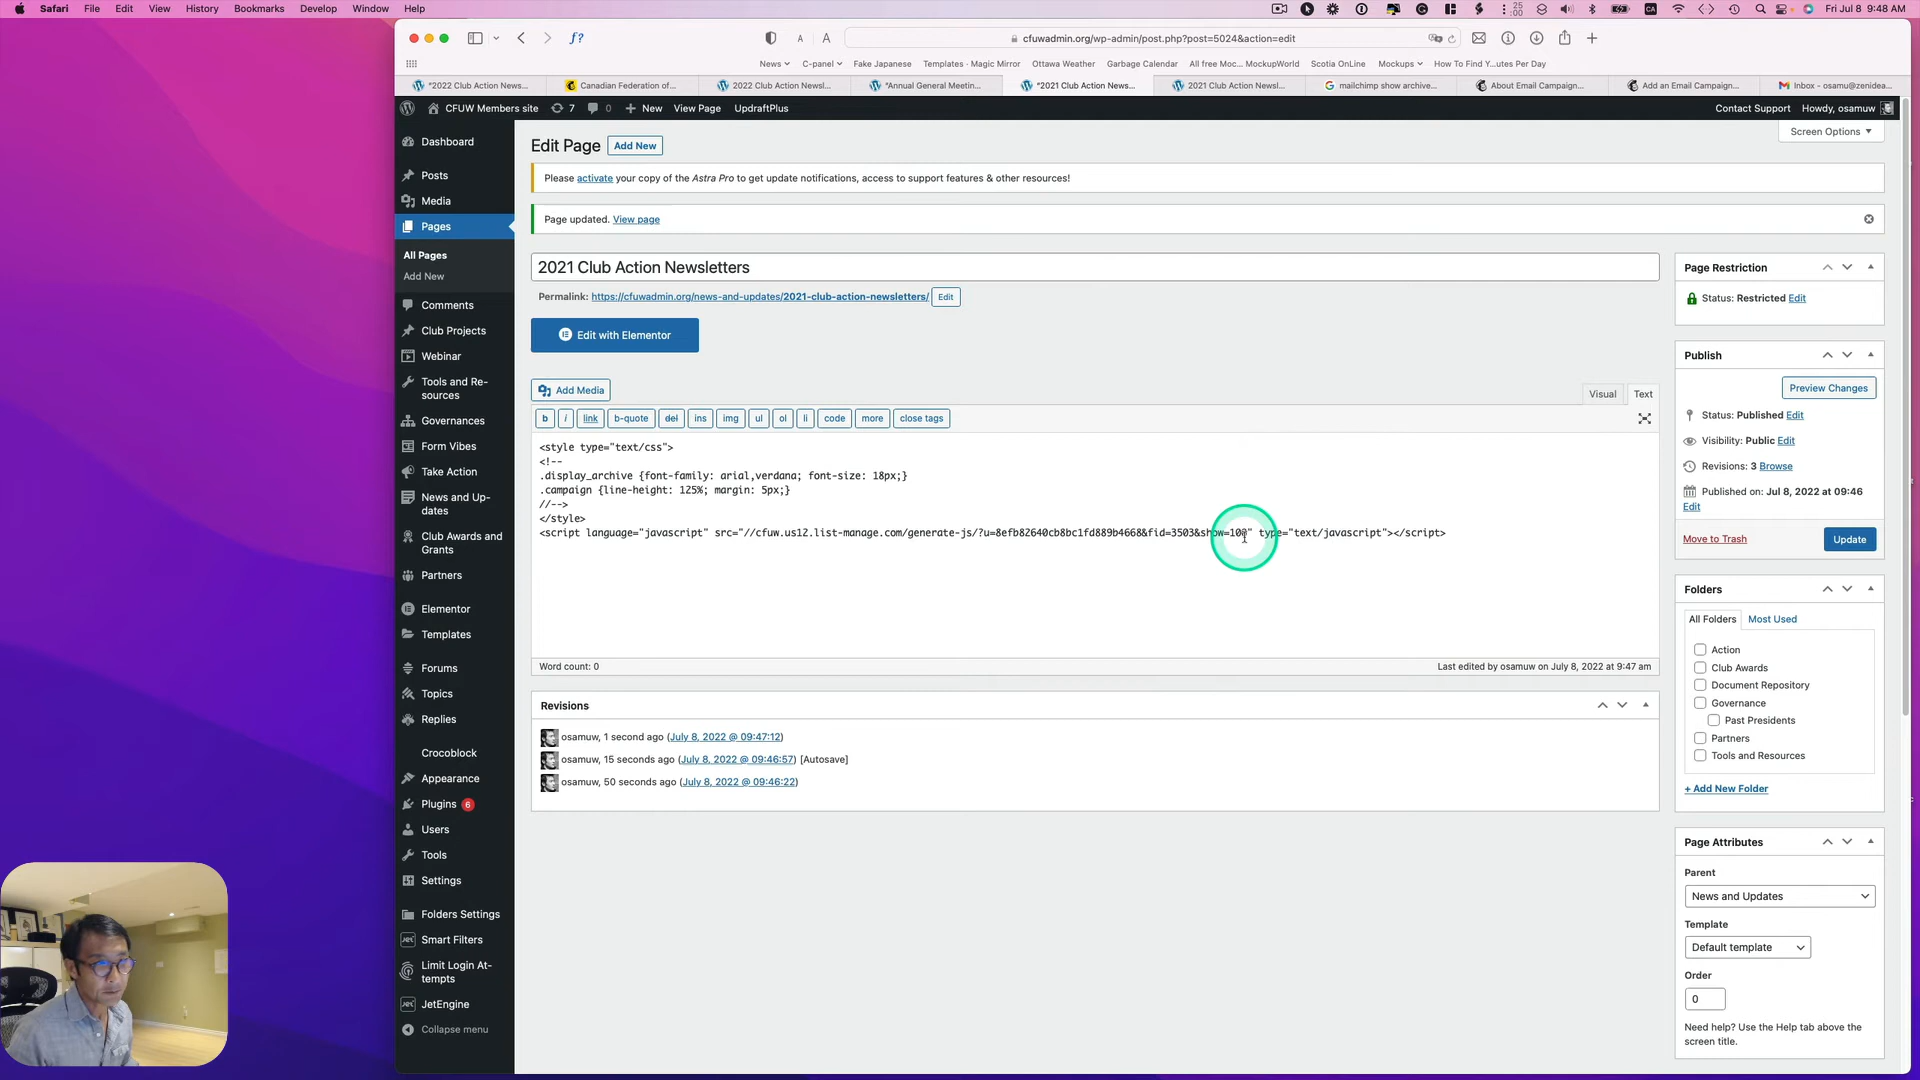 Safari File Edit View History Bookmarks Develop Window Help
25
00
CA
Fri Jul 8 9:48 AM
f?
A A
cfuwadmin.org/wp-admin/post.php?post=5024&action=edit
News C-panel Fake Japanese Templates - Magic Mirror Ottawa Weather Garbage Calendar All free Moc... MockupWorld Scotia OnLine Mockups How To Find Y...utes Per Day
"2022 Club Action News... Canadian Federation of... 2022 Club Action Newsl... "Annual General Meetin... "2021 Club Action News... 2021 Club Action Newsl... mailchimp show archive... About Email Campaign... Add an Email Campaign... Inbox - osamu@zenidea...
CFUW Members site 7 0 New View Page UpdraftPlus Contact Support Howdy, osamuw
Screen Options
Dashboard
Posts
Media
Pages
All Pages
Add New
Comments
Club Projects
Webinar
Tools and Re-
sources
Governances
Form Vibes
Take Action
News and Up-
dates
Club Awards and
Grants
Partners
Elementor
Templates
Forums
Topics
Replies
Crocoblock
Appearance
Plugins 6
Users
Tools
Settings
Folders Settings
Smart Filters
Limit Login At-
tempts
JetEngine
Collapse menu
Edit Page Add New
Please activate your copy of the Astra Pro to get update notifications, access to support features & other resources!
Page updated. View page
2021 Club Action Newsletters
Permalink: https://cfuwadmin.org/news-and-updates/2021-club-action-newsletters/ Edit
Edit with Elementor
Add Media
Visual Text
b i link b-quote del ins img ul ol li code more close tags
<style type="text/css">
<!--
.display_archive {font-family: arial,verdana; font-size: 18px;}
.campaign {line-height: 125%; margin: 5px;}
//-->
</style>
<script language="javascript" src="//cfuw.us12.list-manage.com/generate-js/?u=8efb82640cb8bc1fd889b4668&fid=3503&show=100" type="text/javascript"></script>
Word count: 0
Last edited by osamuw on July 8, 2022 at 9:47 am
Revisions
osamuw, 1 second ago (July 8, 2022 @ 09:47:12)
osamuw, 15 seconds ago (July 8, 2022 @ 09:46:57) [Autosave]
osamuw, 50 seconds ago (July 8, 2022 @ 09:46:22)
Page Restriction
Status: Restricted Edit
Publish
Preview Changes
Status: Published Edit
Visibility: Public Edit
Revisions: 3 Browse
Published on: Jul 8, 2022 at 09:46
Edit
Move to Trash Update
Folders
All Folders Most Used
Action
Club Awards
Document Repository
Governance
Past Presidents
Partners
Tools and Resources
+ Add New Folder
Page Attributes
Parent
News and Updates
Template
Default template
Order
0
Need help? Use the Help tab above the
screen title.